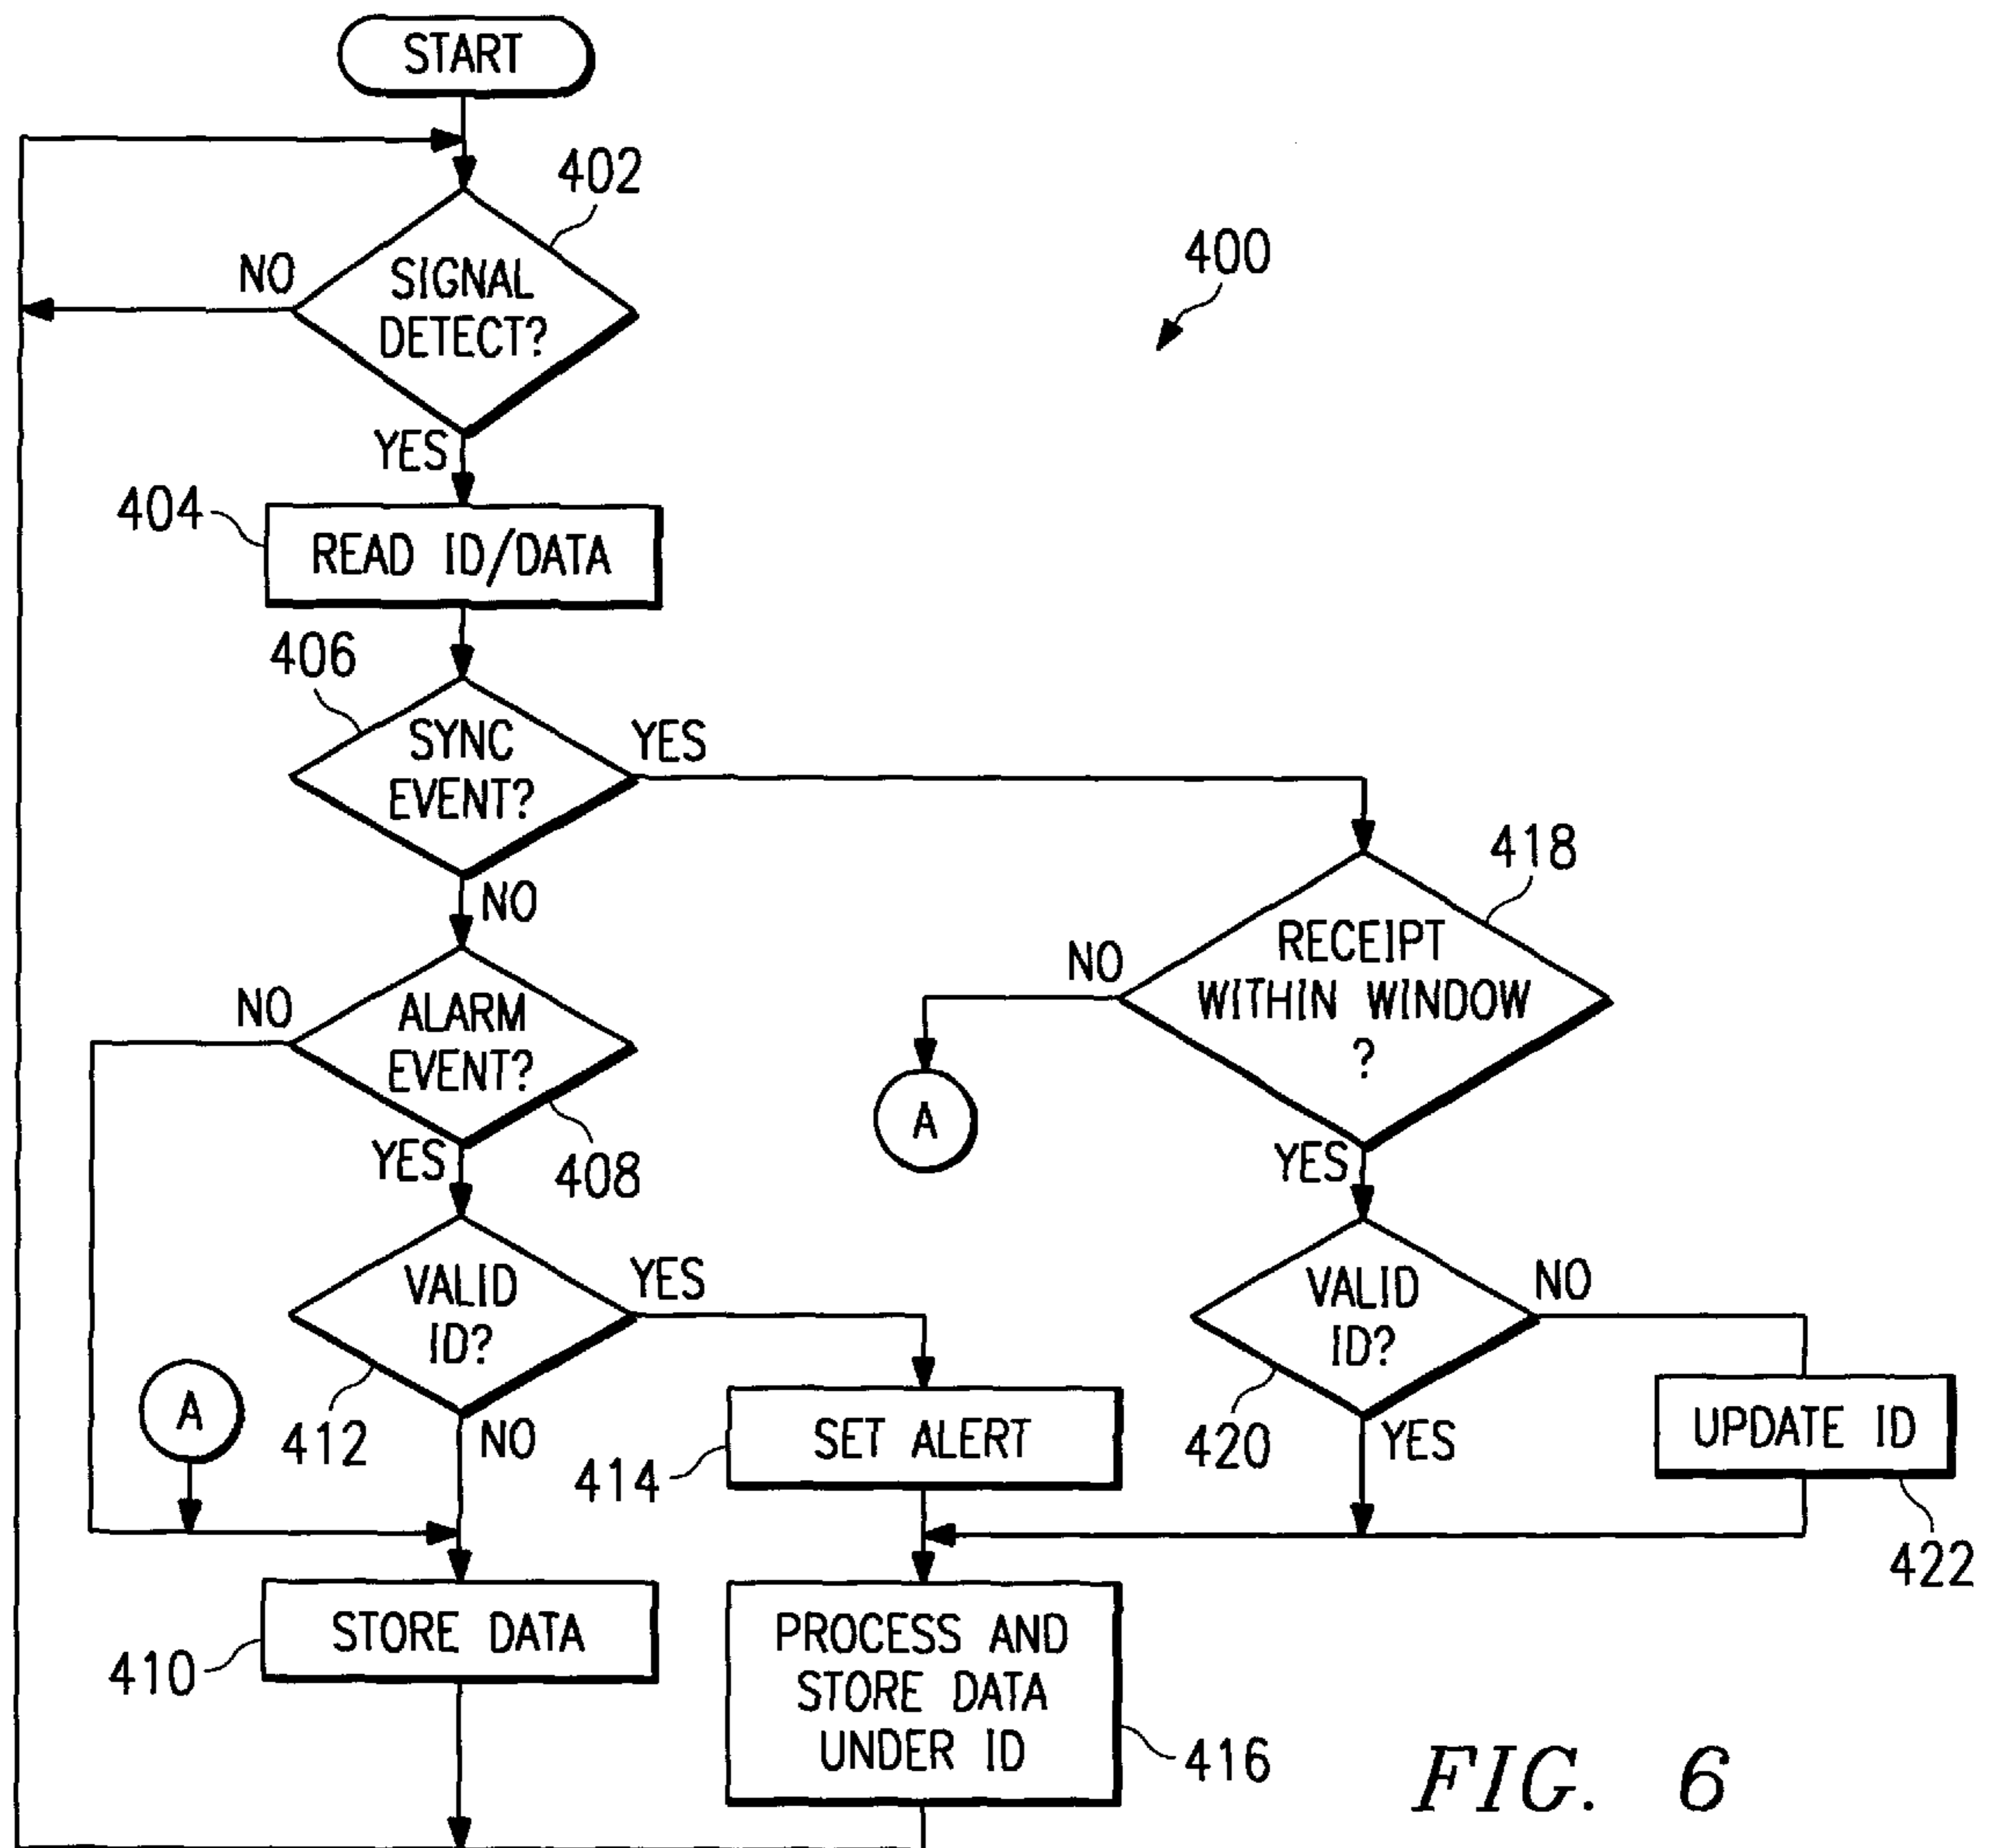 START
402
400
NO
SIGNAL
DETECT?
YES
404
READ ID/DATA
406
SYNC
EVENT?
YES
NO
418
RECEIPT
WITHIN WINDOW
?
NO
NO
ALARM
EVENT?
A
YES
408
YES
VALID
ID?
YES
VALID
ID?
NO
A
412
NO
SET ALERT
414
420
YES
UPDATE ID
422
STORE DATA
410
PROCESS AND
STORE DATA
UNDER ID
416
FIG. 6